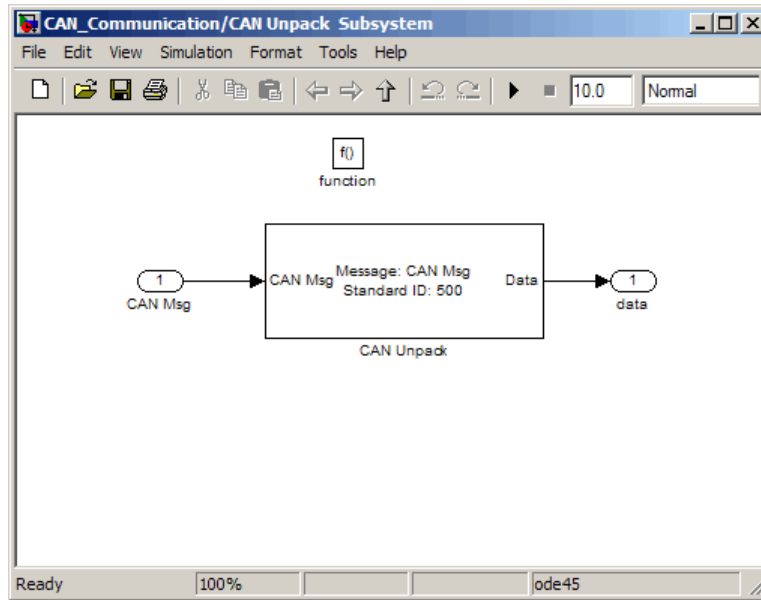 CAN_Communication/CAN Unpack Subsystem
File Edit View Simulation Format Tools Help
10.0 Normal
f()
function
1
CAN Msg
CAN Msg
Message: CAN Msg
Standard ID: 500
Data
CAN Unpack
1
data
Ready 100% ode45